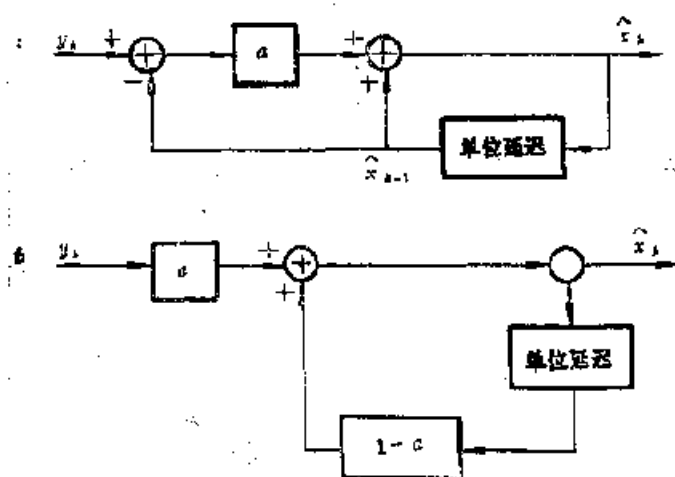 y_k + + a + + x̂_k
-
单位延迟
x̂_{k-1}
y_k a + + x̂_k
+
单位延迟
1 - a